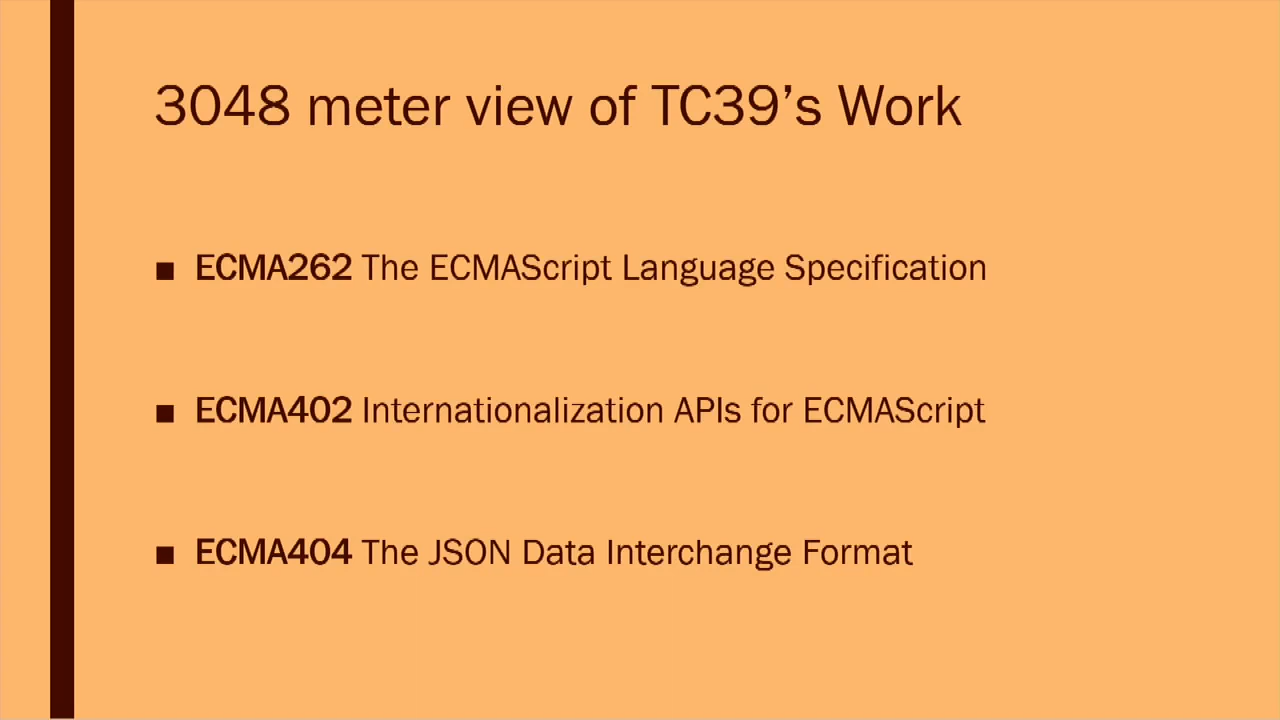 3048 meter view of TC39’s Work
■ ECMA262 The ECMAScript Language Specification
■ ECMA402 Internationalization APIs for ECMAScript
■ ECMA404 The JSON Data Interchange Format